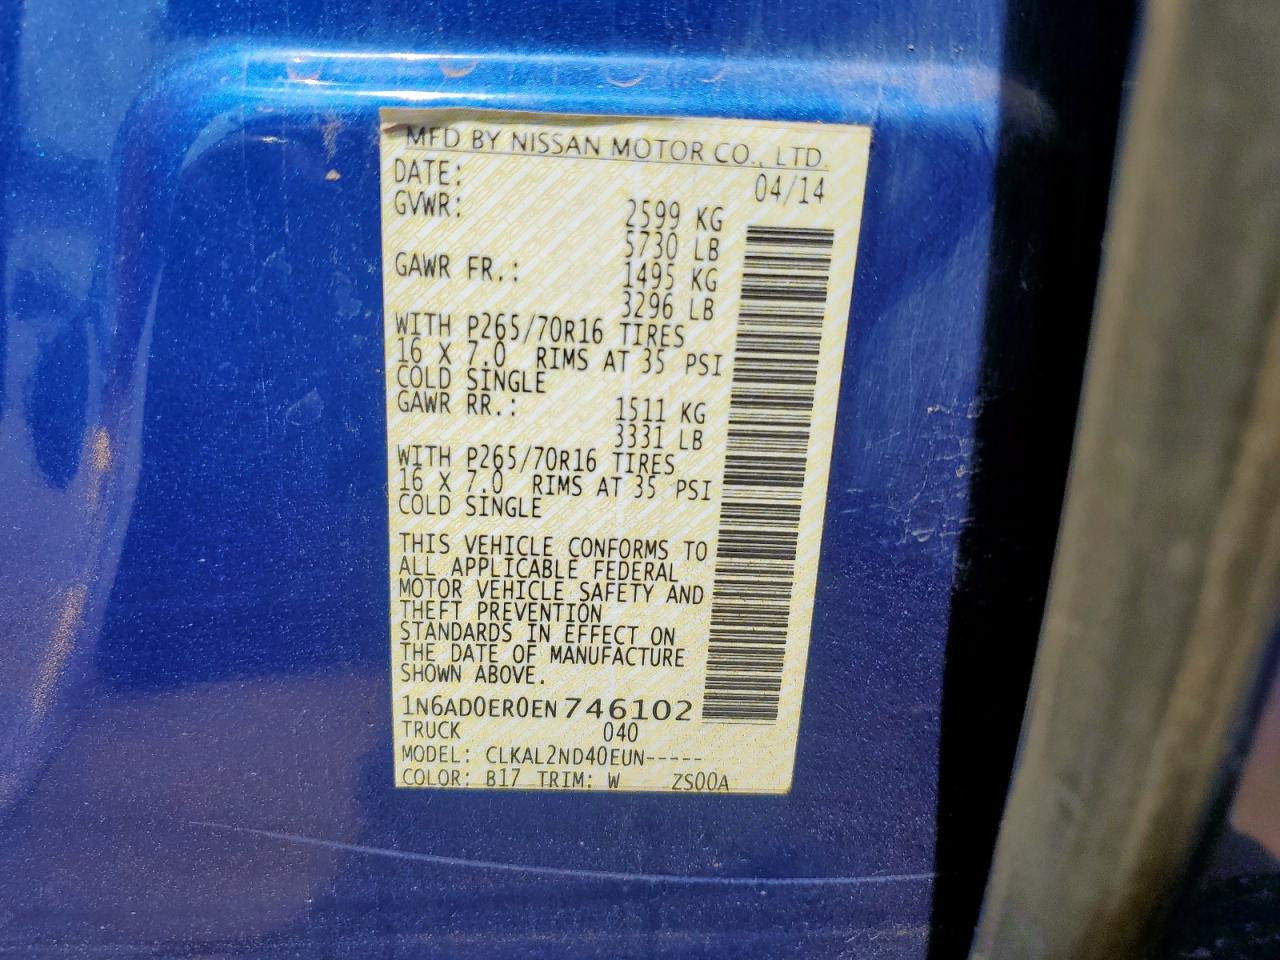 MFD BY NISSAN MOTOR CO., LTD.
DATE: 04/14
GVWR: 2599 KG
5730 LB
GAWR FR.: 1495 KG
3296 LB
WITH P265/70R16 TIRES
16 X 7.0 RIMS AT 35 PSI
COLD SINGLE
GAWR RR.: 1511 KG
3331 LB
WITH P265/70R16 TIRES
16 X 7.0 RIMS AT 35 PSI
COLD SINGLE
THIS VEHICLE CONFORMS TO
ALL APPLICABLE FEDERAL
MOTOR VEHICLE SAFETY AND
THEFT PREVENTION
STANDARDS IN EFFECT ON
THE DATE OF MANUFACTURE
SHOWN ABOVE.
1N6AD0ER0EN746102
TRUCK 040
MODEL: CLKAL2ND40EUN-----
COLOR: B17 TRIM: W ZS00A